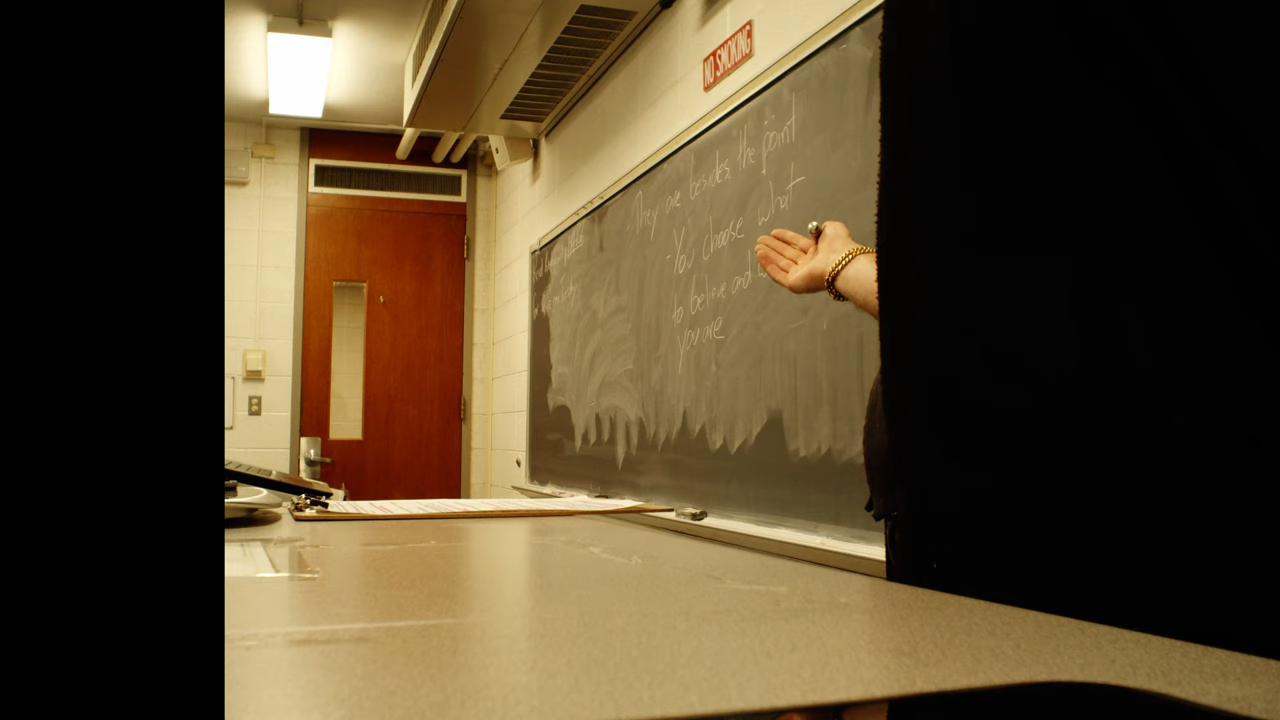 NO SMOKING
They are besides the point
-You choose what
to believe and
you are